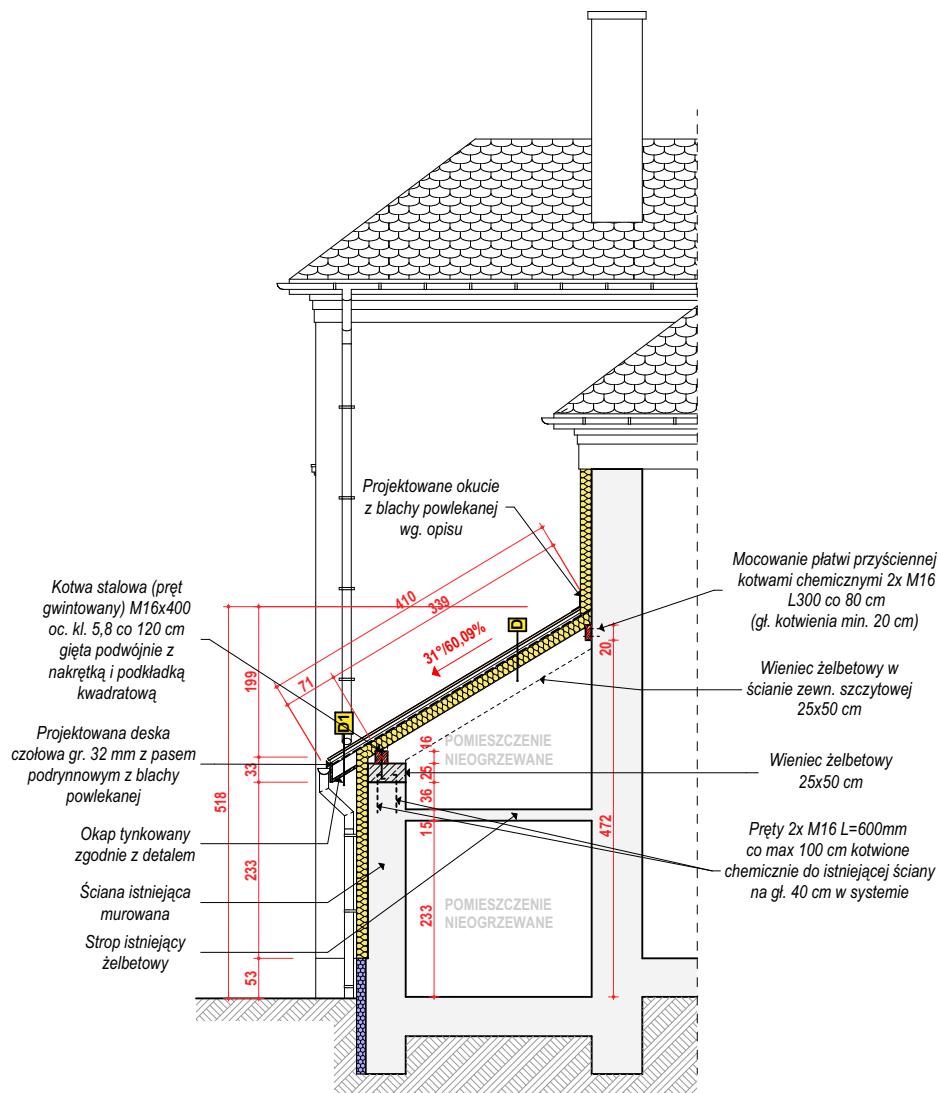 Projektowane okucie
z blachy powlekanej
wg. opisu
Kotwa stalowa (pręt
gwintowany) M16x400
oc. kl. 5,8 co 120 cm
gięta podwójnie z
nakrętką i podkładką
kwadratową
Projektowana deska
czołowa gr. 32 mm z pasem
podrynnowym z blachy
powlekanej
Okap tynkowany
zgodnie z detalem
Ściana istniejąca
murowana
Strop istniejący
żelbetowy
Mocowanie płatwi przyściennej
kotwami chemicznymi 2x M16
L300 co 80 cm
(gł. kotwienia min. 20 cm)
Wieniec żelbetowy w
ścianie zewn. szczytowej
25x50 cm
Wieniec żelbetowy
25x50 cm
Pręty 2x M16 L=600mm
co max 100 cm kotwione
chemicznie do istniejącej ściany
na gł. 40 cm w systemie
410
339
31°/60,09%
71
D
D1
199
33
518
233
53
20
16
25
36
15
233
472
POMIESZCZENIE
NIEOGRZEWANE
POMIESZCZENIE
NIEOGRZEWANE